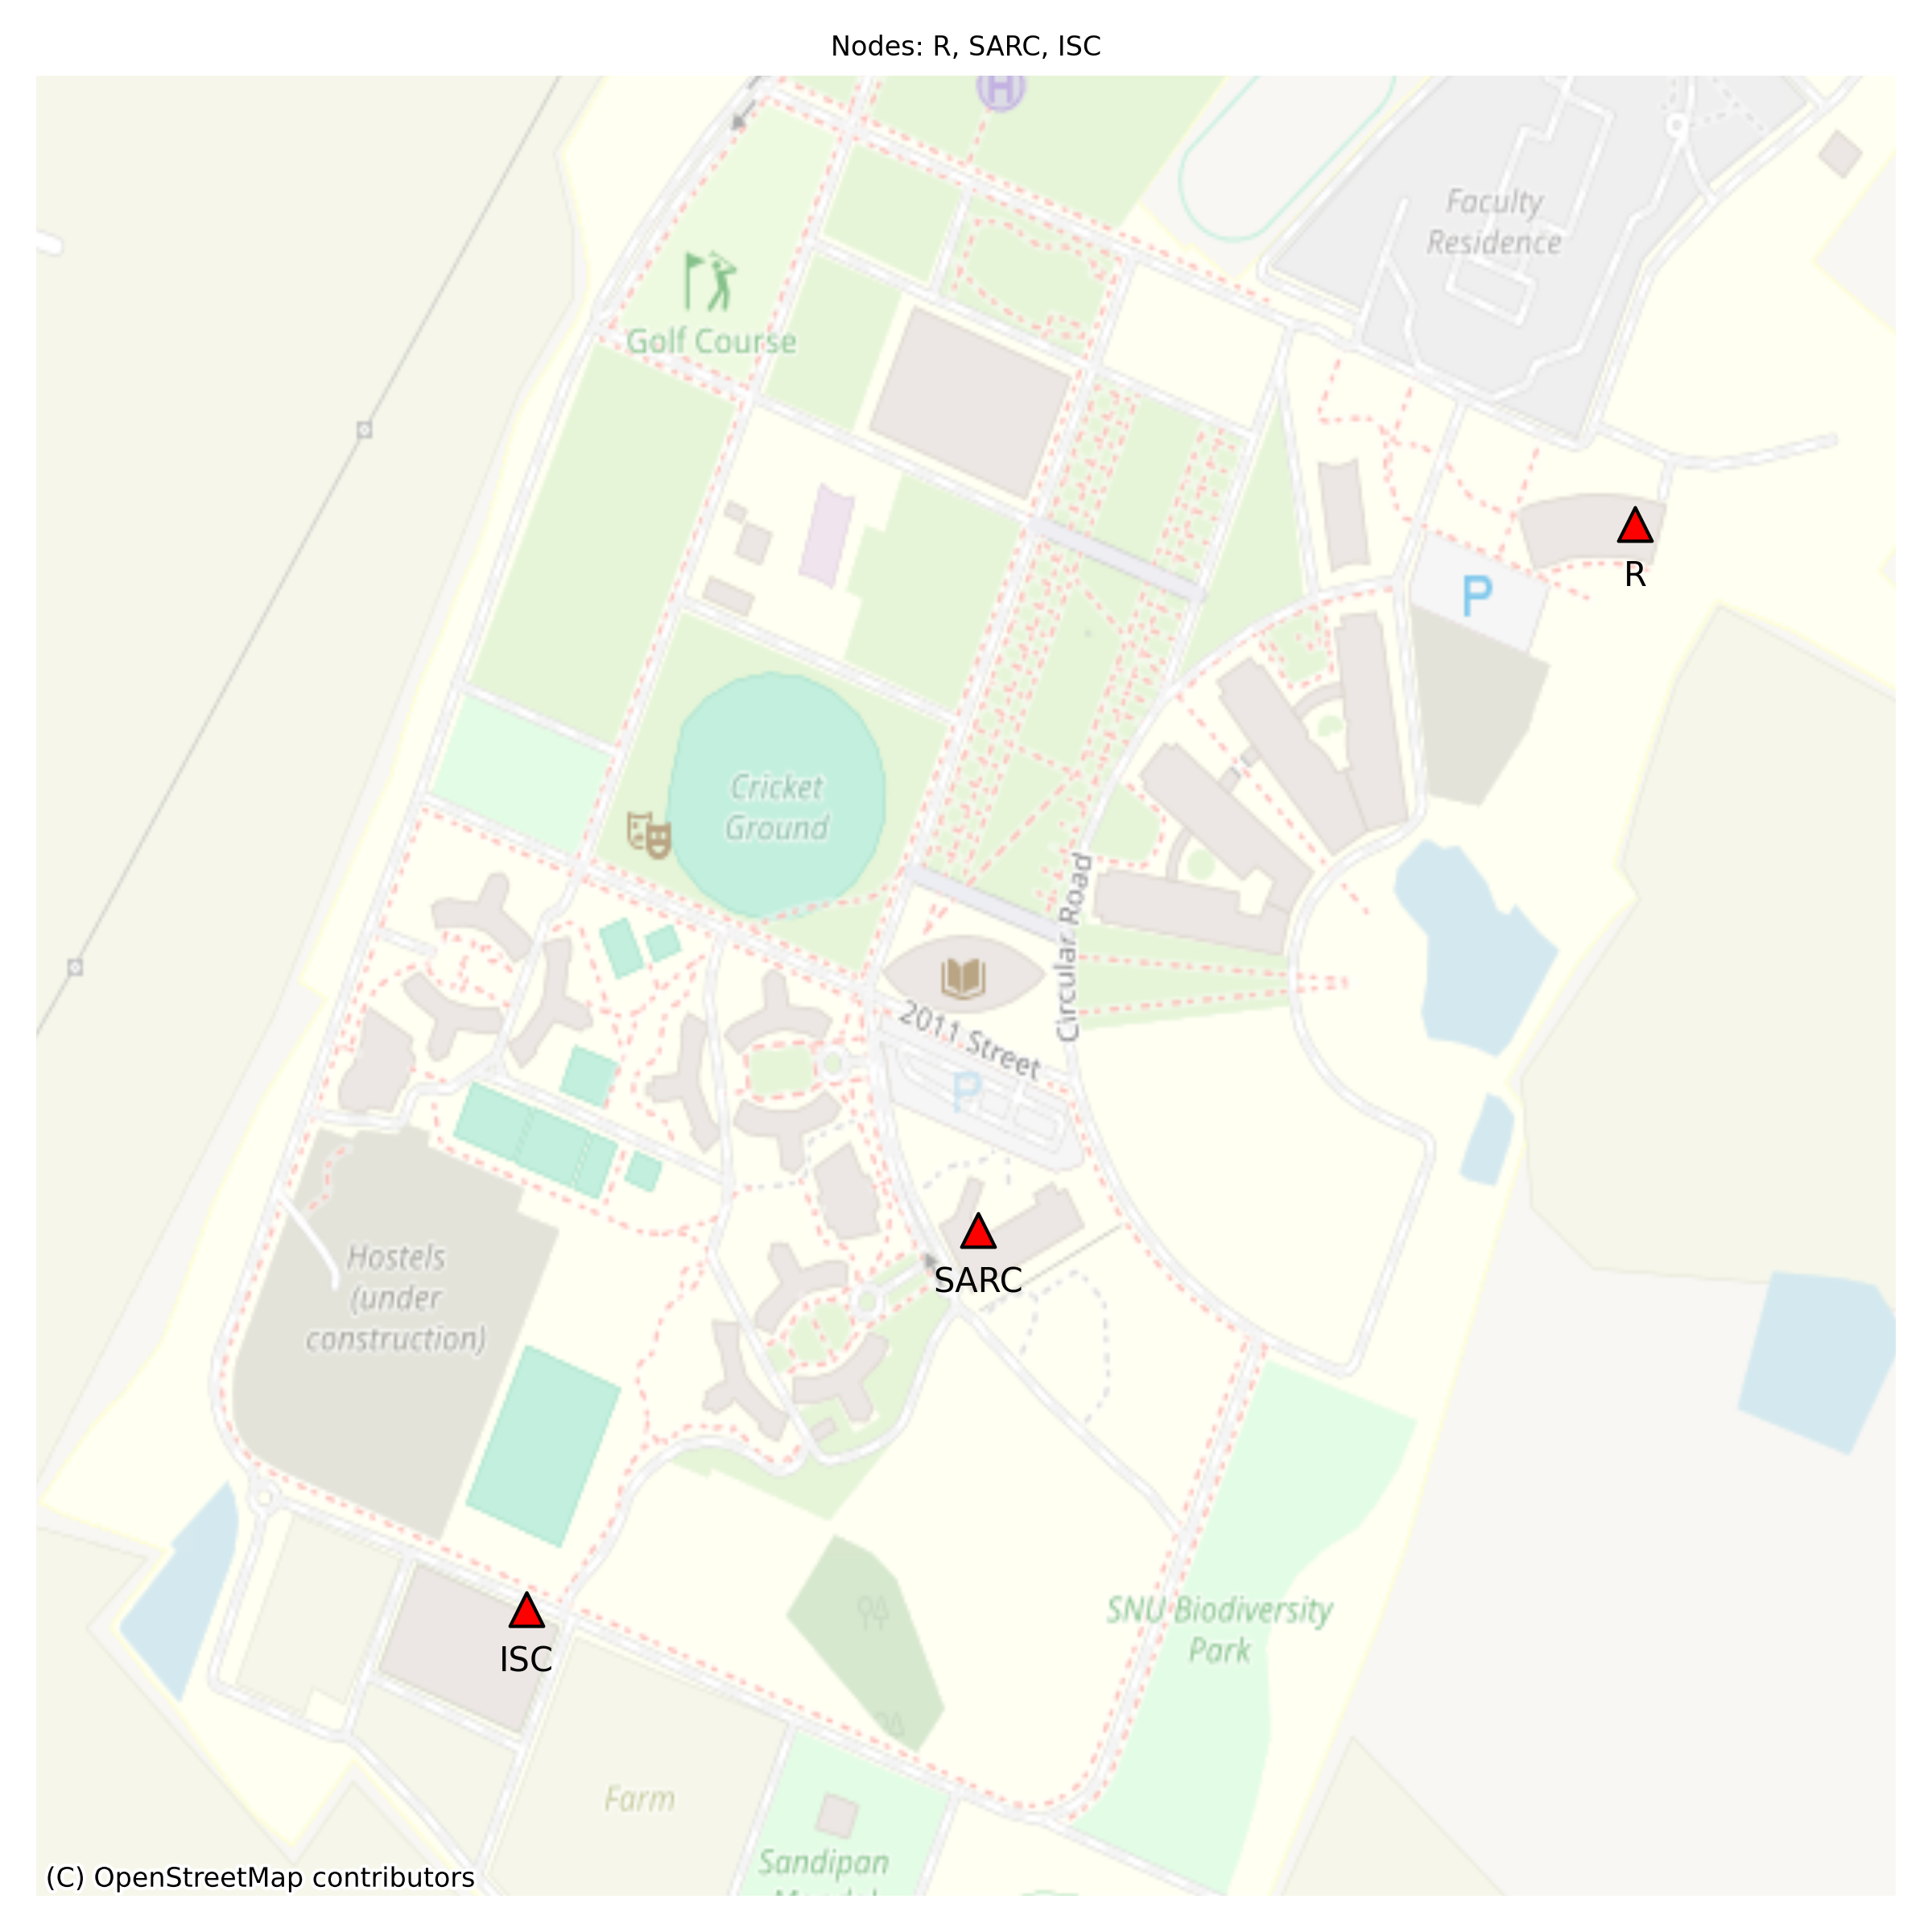 Nodes: R, SARC, ISC
H
Faculty
Residence
Golf Course
R
P
Cricket
Ground
Circular Road
2011 Street
P
SARC
Hostels
(under
construction)
ISC
SNU Biodiversity
Park
Farm
Sandipan
(C) OpenStreetMap contributors